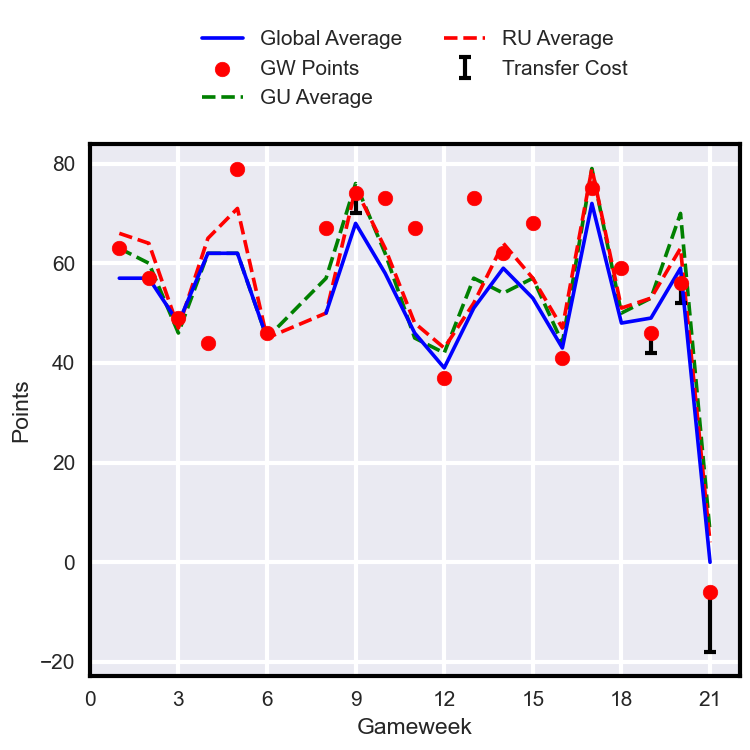 Global Average
GW Points
GU Average
RU Average
Transfer Cost
80
60
40
20
0
−20
Points
0 3 6 9 12 15 18 21
Gameweek